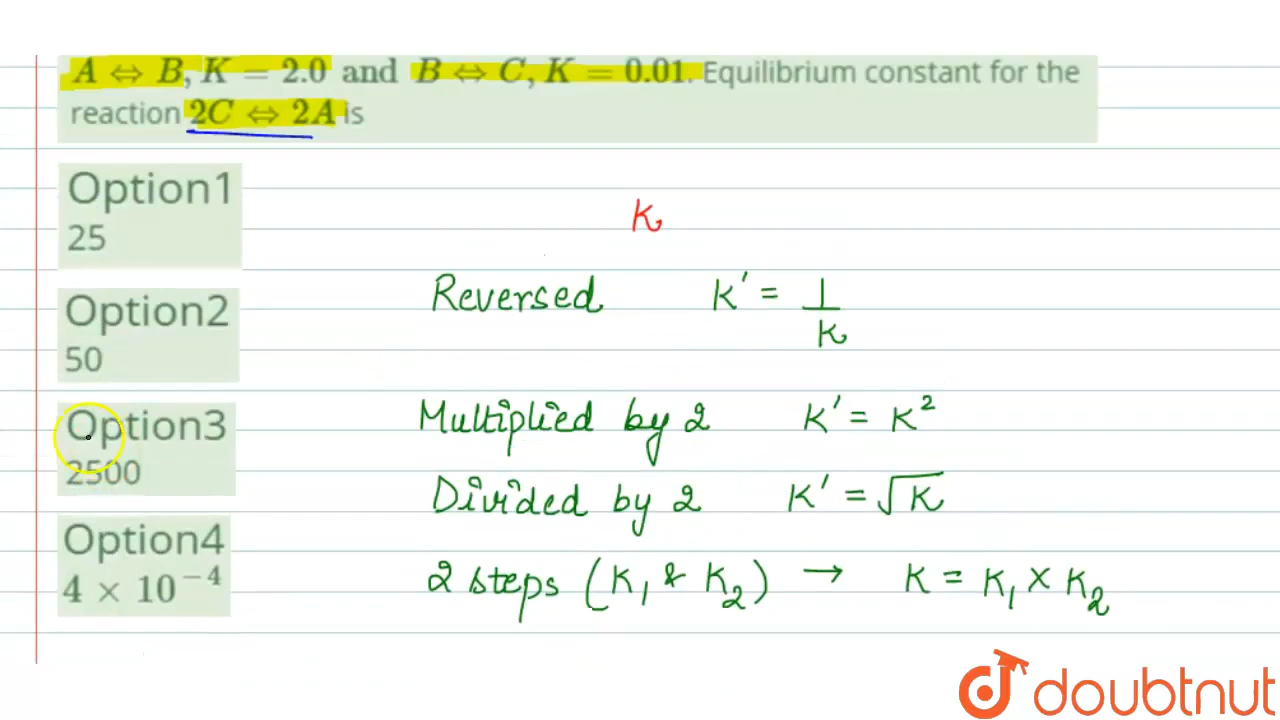 A ⇔ B, K = 2.0 and B ⇔ C, K = 0.01. Equilibrium constant for the
reaction 2C ⇔ 2A is
Option1
25
Option2
50
Option3
2500
Option4
4 × 10⁻⁴
K
Reversed K' = 1/K
Multiplied by 2 K' = K²
Divided by 2 K' = √K
2 steps (K₁ & K₂) → K = K₁ × K₂
doubtnut